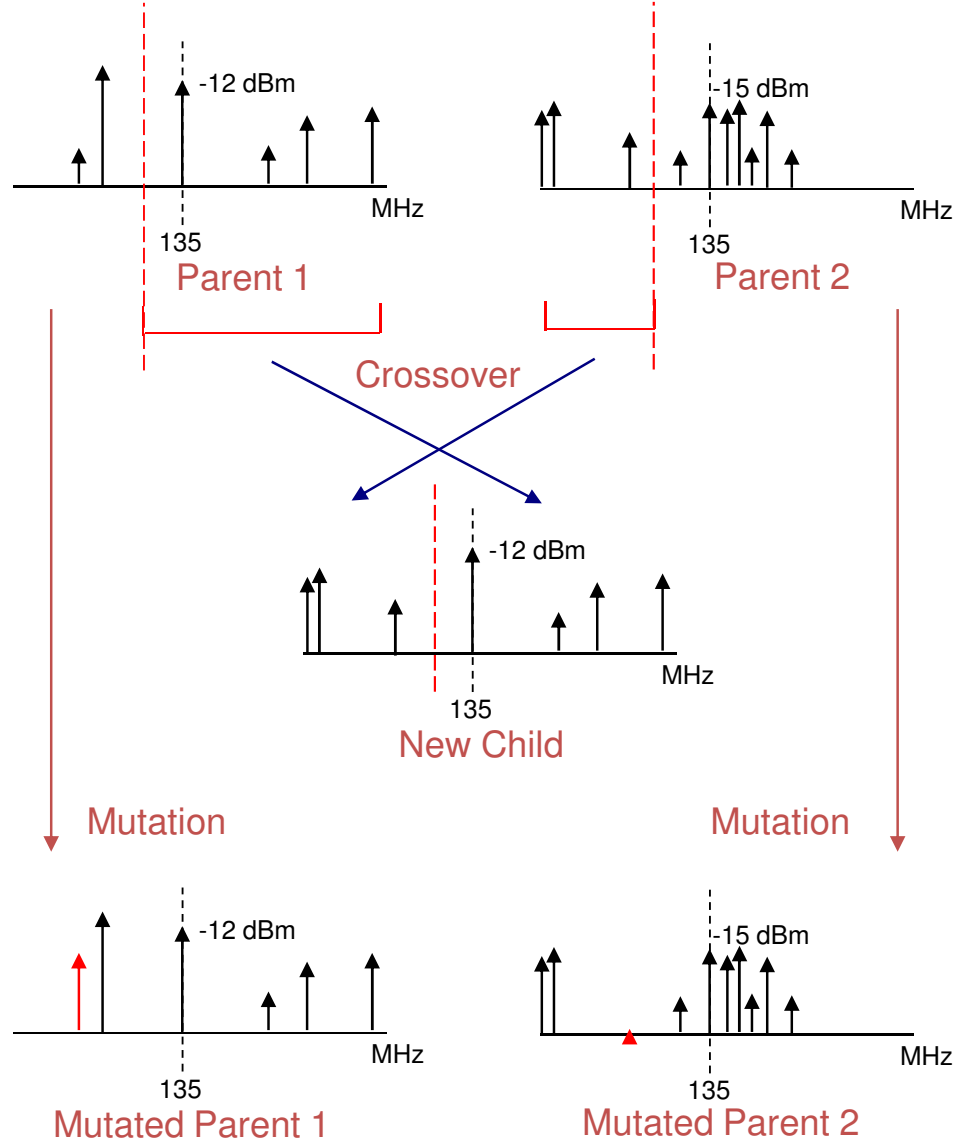 -12 dBm
MHz
135
Parent 1
-15 dBm
MHz
135
Parent 2
Crossover
-12 dBm
MHz
135
New Child
Mutation
Mutation
-12 dBm
MHz
135
Mutated Parent 1
-15 dBm
MHz
135
Mutated Parent 2